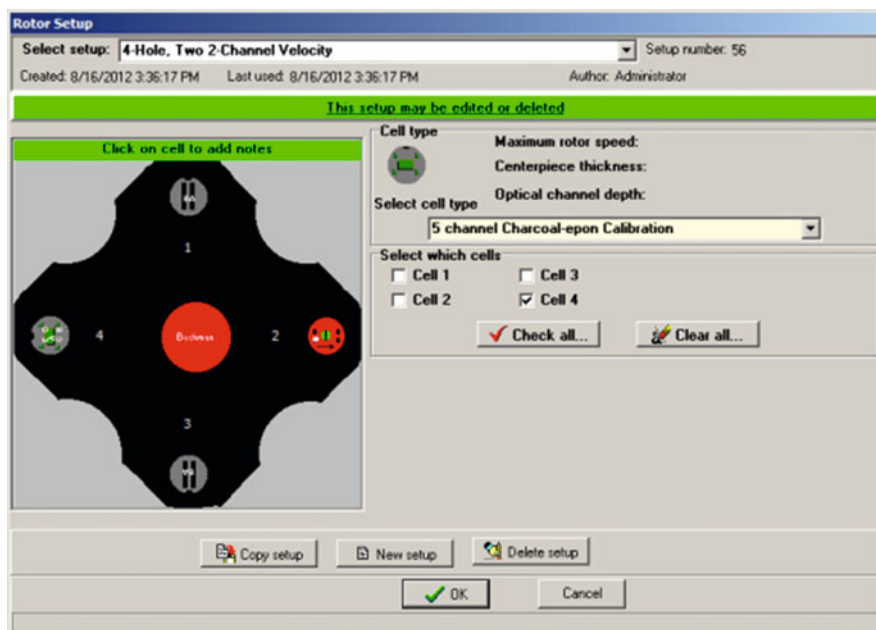 Rotor Setup
Select setup: 4-Hole, Two 2-Channel Velocity Setup number: 56
Created: 8/16/2012 3:36:17 PM Last used: 8/16/2012 3:36:17 PM Author: Administrator
This setup may be edited or deleted
Click on cell to add notes
1
4
2
3
Cell type
Maximum rotor speed:
Centerpiece thickness:
Optical channel depth:
Select cell type
5 channel Charcoal-epon Calibration
Select which cells
Cell 1 Cell 3
Cell 2 Cell 4
Check all... Clear all...
Copy setup New setup Delete setup
OK Cancel